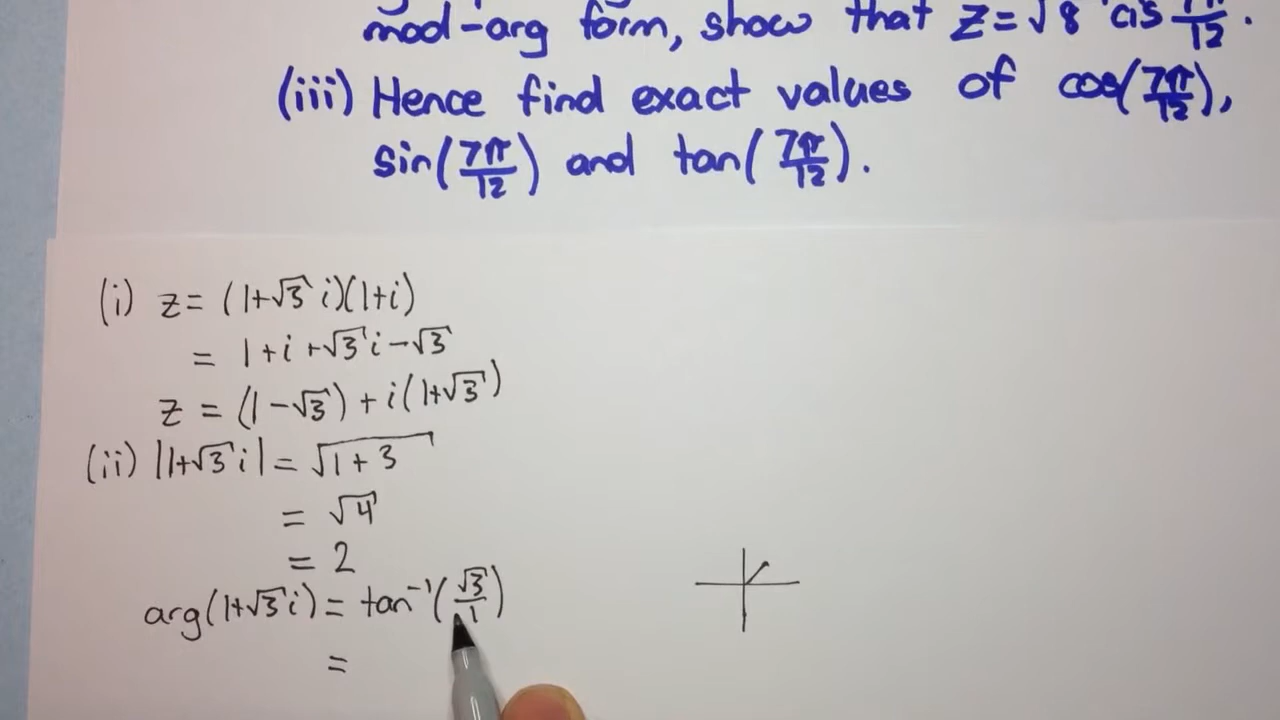 mod-arg form, show that z = √8 cis 7π/12.
(iii) Hence find exact values of cos(7π/12),
sin(7π/12) and tan(7π/12).
(i) z = (1+√3 i)(1+i)
= 1 + i + √3 i - √3
z = (1-√3) + i(1+√3)
(ii) |1+√3 i| = √1+3
= √4
= 2
arg(1+√3 i) = tan⁻¹(√3/1)
=